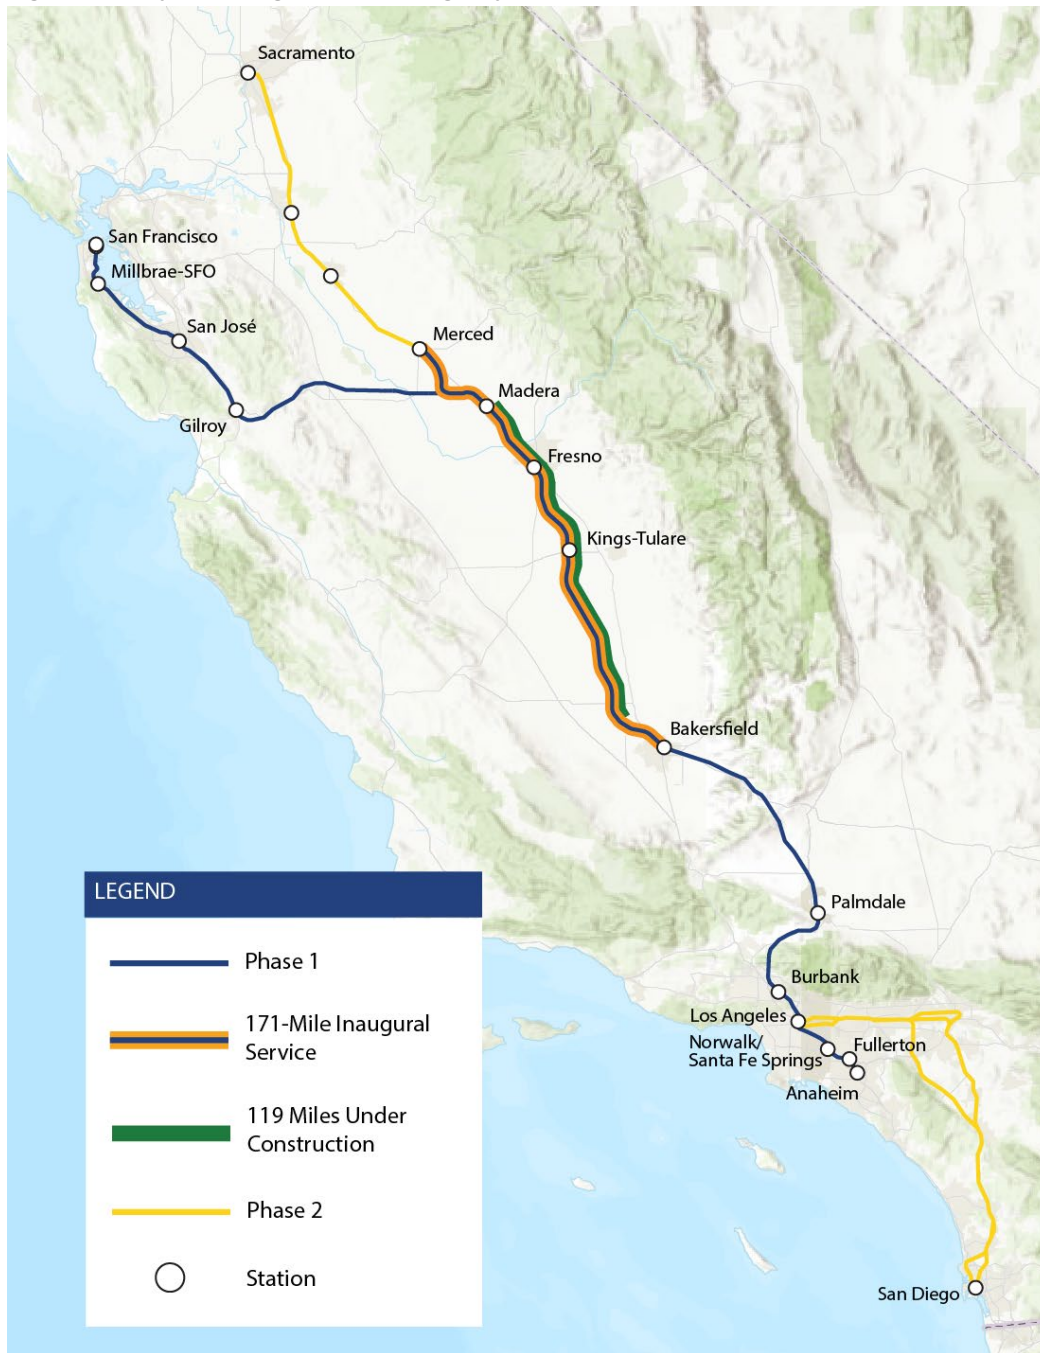 Sacramento
San Francisco
Millbrae-SFO
San José
Merced
Madera
Gilroy
Fresno
Kings-Tulare
Bakersfield
Palmdale
Burbank
Los Angeles
Norwalk/
Santa Fe Springs
Fullerton
Anaheim
San Diego
LEGEND
Phase 1
171-Mile Inaugural
Service
119 Miles Under
Construction
Phase 2
Station